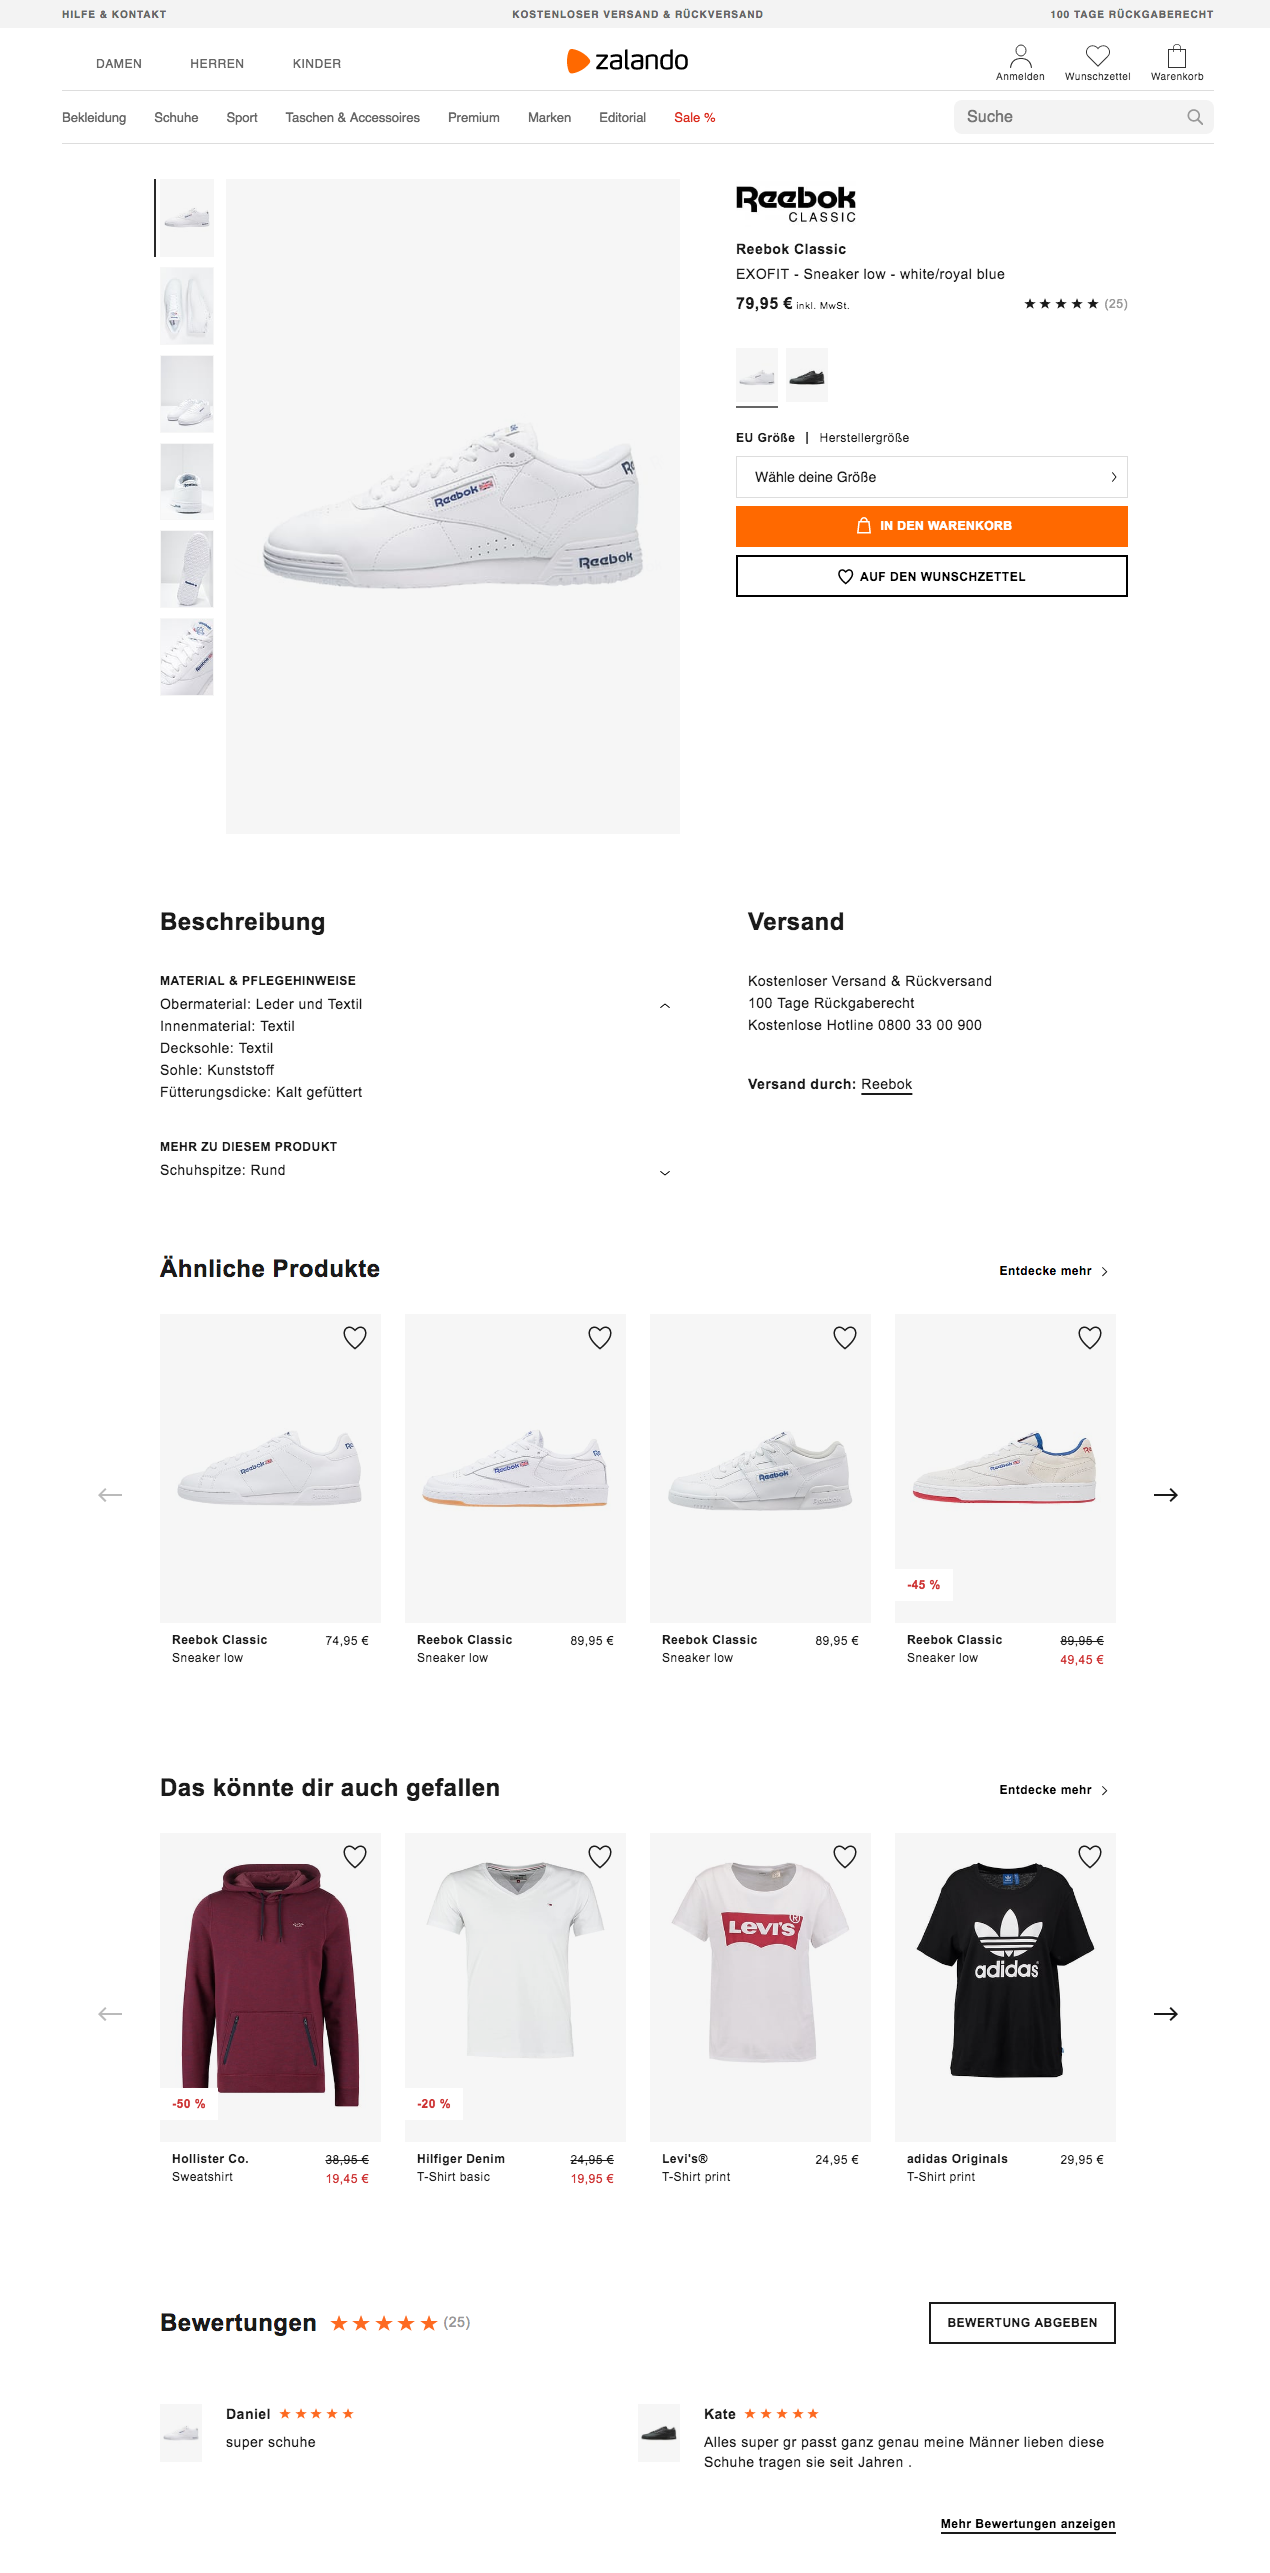 HILFE & KONTAKT
KOSTENLOSER VERSAND & RÜCKVERSAND
100 TAGE RÜCKGABERECHT
DAMEN
HERREN
KINDER
zalando
Anmelden
Wunschzettel
Warenkorb
Bekleidung
Schuhe
Sport
Taschen & Accessoires
Premium
Marken
Editorial
Sale %
Suche
Reebok
CLASSIC
Reebok Classic
EXOFIT - Sneaker low - white/royal blue
79,95 € inkl. MwSt.
(25)
EU Größe | Herstellergröße
Wähle deine Größe
IN DEN WARENKORB
AUF DEN WUNSCHZETTEL
Reebok
Reebok
Beschreibung
MATERIAL & PFLEGEHINWEISE
Obermaterial: Leder und Textil
Innenmaterial: Textil
Decksohle: Textil
Sohle: Kunststoff
Fütterungsdicke: Kalt gefüttert
MEHR ZU DIESEM PRODUKT
Schuhspitze: Rund
Versand
Kostenloser Versand & Rückversand
100 Tage Rückgaberecht
Kostenlose Hotline 0800 33 00 900
Versand durch: Reebok
Ähnliche Produkte
Entdecke mehr
Reebok
Reebok
Reebok
-45 %
Reebok Classic 74,95 €
Sneaker low
Reebok Classic 89,95 €
Sneaker low
Reebok Classic 89,95 €
Sneaker low
Reebok Classic 89,95 €
Sneaker low 49,45 €
Das könnte dir auch gefallen
Entdecke mehr
Levi's®
adidas
-50 %
-20 %
Hollister Co. 38,95 €
Sweatshirt 19,45 €
Hilfiger Denim 24,95 €
T-Shirt basic 19,95 €
Levi's® 24,95 €
T-Shirt print
adidas Originals 29,95 €
T-Shirt print
Bewertungen (25)
BEWERTUNG ABGEBEN
Daniel
super schuhe
Kate
Alles super gr passt ganz genau meine Männer lieben diese
Schuhe tragen sie seit Jahren .
Mehr Bewertungen anzeigen